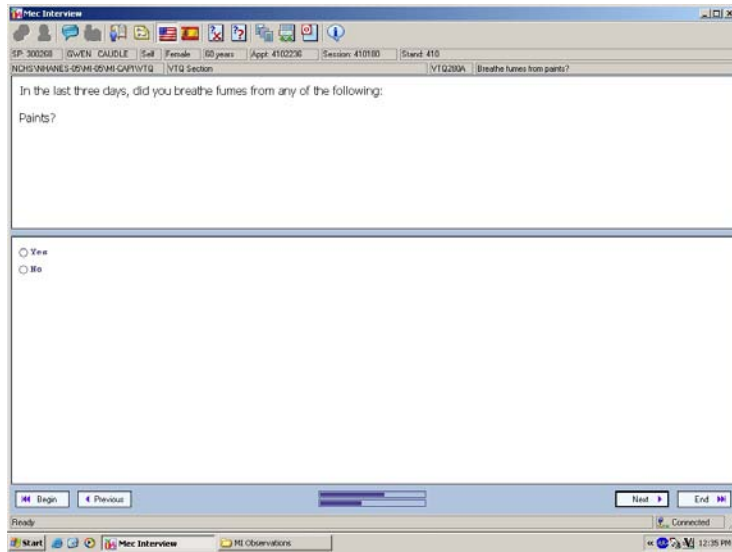 Mec Interview
SP: 300268 GWEN CAUDLE Self Female 60 years Appt: 4102236 Session: 410180 Stand: 410
NCHS\NHANES-05\MI-05\MI-CAPI\VTQ VTQ Section VTQ280A Breathe fumes from paints?
In the last three days, did you breathe fumes from any of the following:
Paints?
Yes
No
Begin Previous Next End
Ready Connected
Start Mec Interview MI Observations 12:35 PM